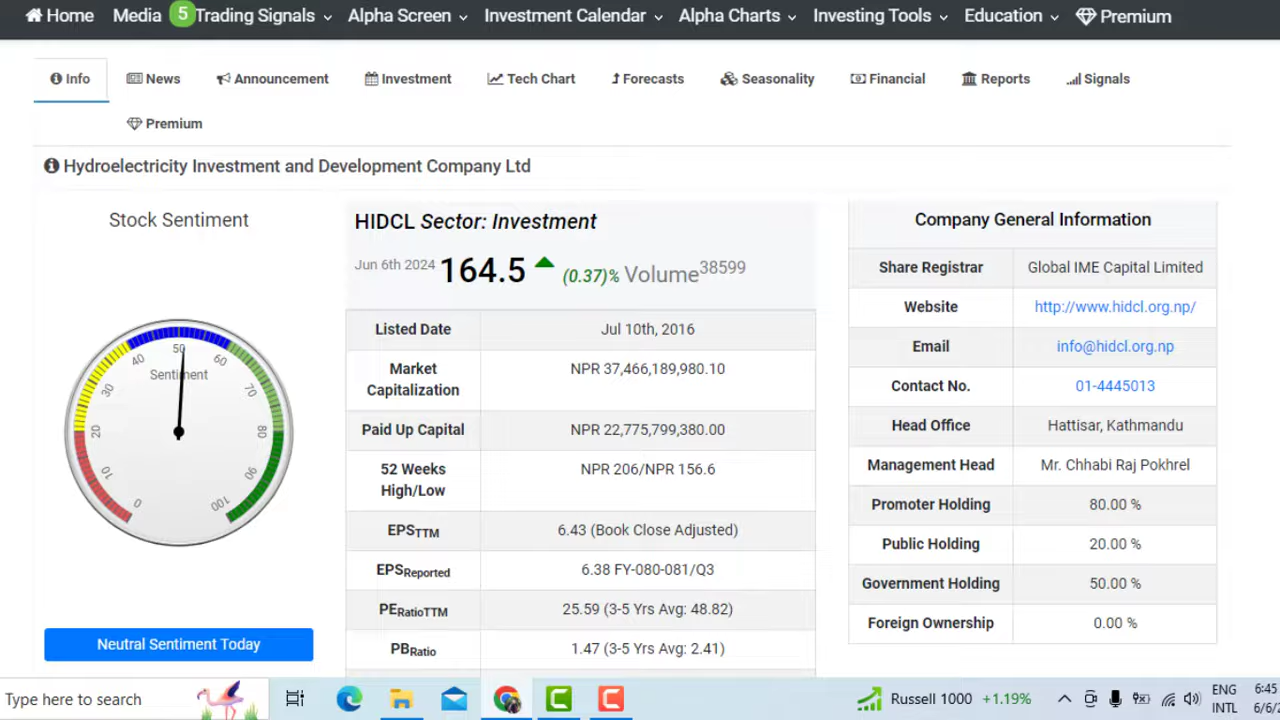 Home Media 5 Trading Signals Alpha Screen Investment Calendar Alpha Charts Investing Tools Education Premium
Info News Announcement Investment Tech Chart Forecasts Seasonality Financial Reports Signals
Premium
Hydroelectricity Investment and Development Company Ltd
Stock Sentiment
0 10 20 30 40 50 60 70 80 90 100
Sentiment
Neutral Sentiment Today
HIDCL Sector: Investment
Jun 6th 2024 164.5 (0.37)% Volume 38599
Listed Date Jul 10th, 2016
Market Capitalization NPR 37,466,189,980.10
Paid Up Capital NPR 22,775,799,380.00
52 Weeks High/Low NPR 206/NPR 156.6
EPSTTM 6.43 (Book Close Adjusted)
EPSReported 6.38 FY-080-081/Q3
PERatioTTM 25.59 (3-5 Yrs Avg: 48.82)
PBRatio 1.47 (3-5 Yrs Avg: 2.41)
Company General Information
Share Registrar Global IME Capital Limited
Website http://www.hidcl.org.np/
Email info@hidcl.org.np
Contact No. 01-4445013
Head Office Hattisar, Kathmandu
Management Head Mr. Chhabi Raj Pokhrel
Promoter Holding 80.00 %
Public Holding 20.00 %
Government Holding 50.00 %
Foreign Ownership 0.00 %
Type here to search
Russell 1000 +1.19%
ENG
INTL
6:45
6/6/2